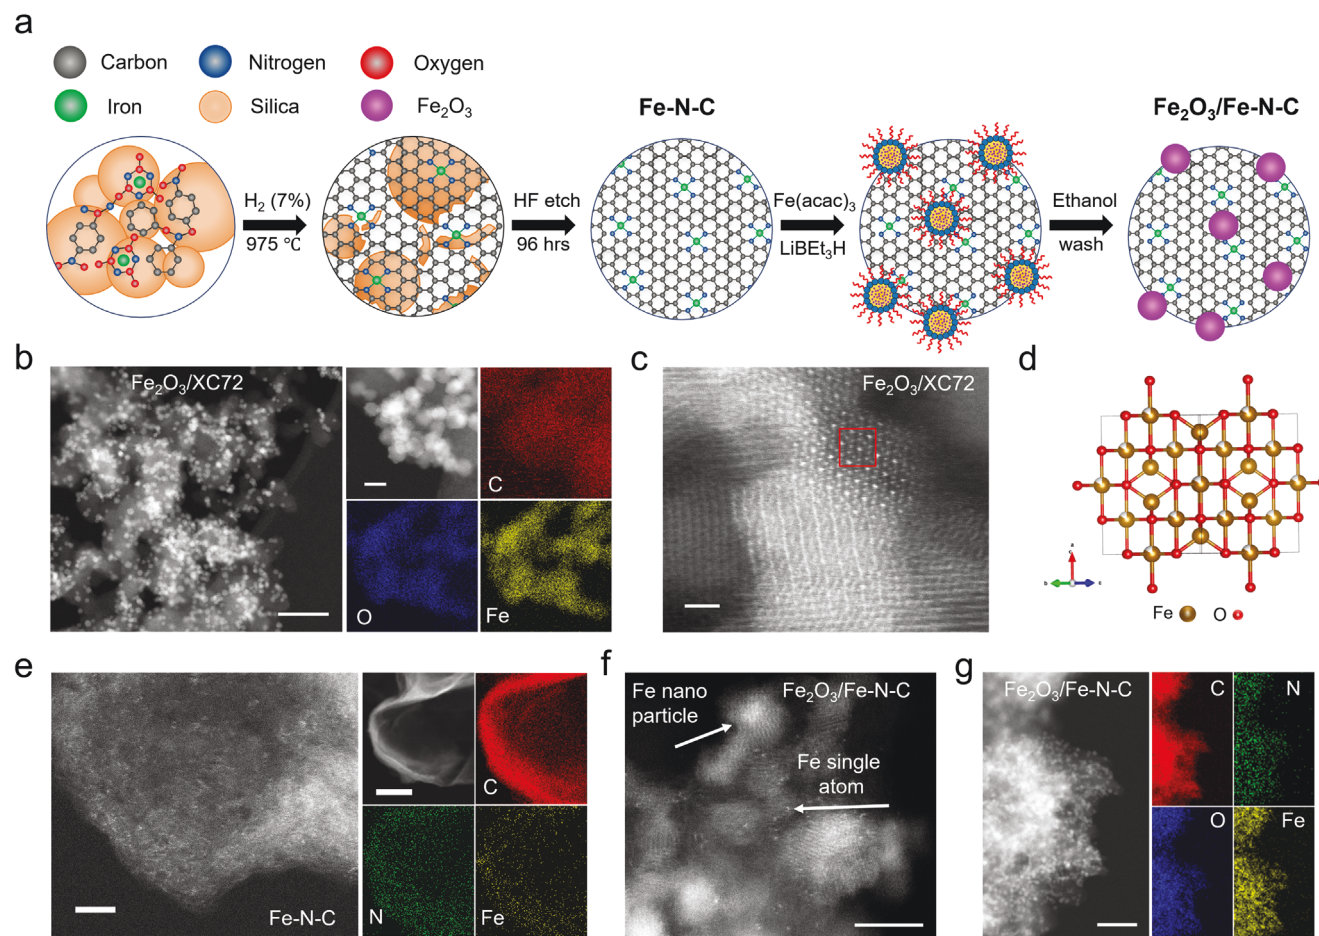 a
Carbon
Nitrogen
Oxygen
Iron
Silica
Fe₂O₃
Fe-N-C
Fe₂O₃/Fe-N-C
H₂ (7%)
975 ℃
HF etch
96 hrs
Fe(acac)₃
LiBEt₃H
Ethanol
wash
b
Fe₂O₃/XC72
C
O
Fe
c
Fe₂O₃/XC72
d
a
b
c
Fe
O
e
Fe-N-C
C
N
Fe
f
Fe₂O₃/Fe-N-C
Fe nano
particle
Fe single
atom
g
Fe₂O₃/Fe-N-C
C
N
O
Fe